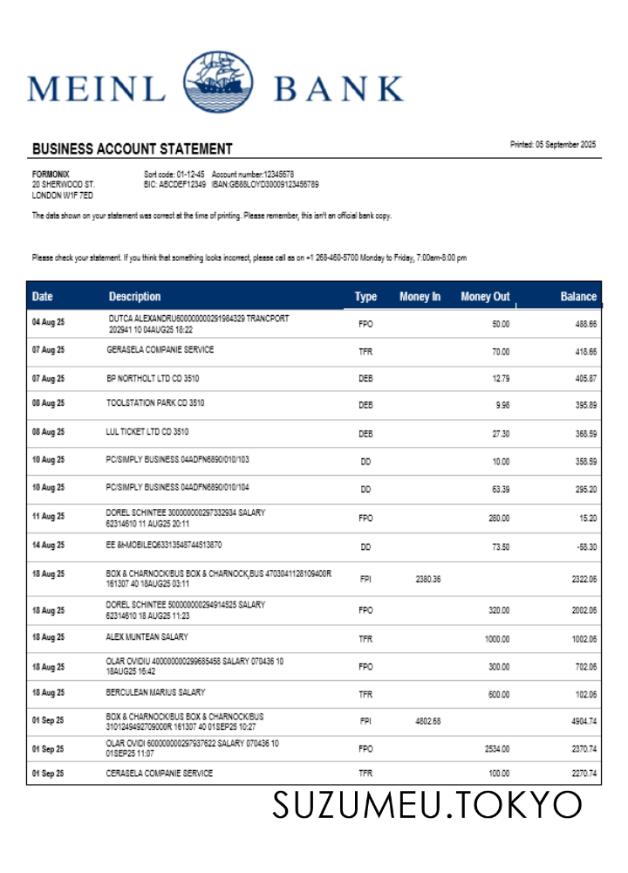 MEINL BANK
BUSINESS ACCOUNT STATEMENT
Printed: 05 September 2025
FORMONIX Sort code: 01-12-45 Account number:12345678
20 SHERWOOD ST. BIC: ABCDEF12349 IBAN:GB88LOYD30009123456789
LONDON W1F 7ED
The data shown on your statement was correct at the time of printing. Please remember, this isn't an official bank copy.
Please check your statement. If you think that something looks incorrect, please call as on +1 268-460-5700 Monday to Friday, 7:00am-8:00 pm
Date Description Type Money In Money Out Balance
04 Aug 25 DUTCA ALEXANDRU600000000291984329 TRANCPORT FPO 50.00 488.66
202941 10 04AUG25 18:22
07 Aug 25 GERASELA COMPANIE SERVICE TFR 70.00 418.66
07 Aug 25 BP NORTHOLT LTD CD 3510 DEB 12.79 405.87
08 Aug 25 TOOLSTATION PARK CD 3510 DEB 9.98 395.89
08 Aug 25 LUL TICKET LTD CD 3510 DEB 27.30 368.59
10 Aug 25 PC/SIMPLY BUSINESS 04ADFN6890/010/103 DD 10.00 358.59
10 Aug 25 PC/SIMPLY BUSINESS 04ADFN6890/010/104 DD 63.39 295.20
11 Aug 25 DOREL SCHINTEE 300000000297332934 SALARY FPO 280.00 15.20
62314610 11 AUG25 20:11
14 Aug 25 EE &MOBILEQ63313548744513870 DD 73.50 -58.30
18 Aug 25 BOX & CHARNOCK/BUS BOX & CHARNOCK,BUS 4703041128109400R FPI 2380.36 2322.06
161307 40 18AUG25 03:11
18 Aug 25 DOREL SCHINTEE 500000000294914525 SALARY FPO 320.00 2002.06
62314610 18 AUG25 11:23
18 Aug 25 ALEX MUNTEAN SALARY TFR 1000.00 1002.06
18 Aug 25 OLAR OVIDIU 400000000299685458 SALARY 070436 10 FPO 300.00 702.06
18AUG25 16:42
18 Aug 25 BERCULEAN MARIUS SALARY TFR 600.00 102.06
01 Sep 25 BOX & CHARNOCK/BUS BOX & CHARNOCK/BUS FPI 4802.68 4904.74
3101249492709000R 161307 40 01SEP25 10:27
01 Sep 25 OLAR OVIDI 600000000297937622 SALARY 070436 10 FPO 2534.00 2370.74
01SEP25 11:07
01 Sep 25 CERASELA COMPANIE SERVICE TFR 100.00 2270.74
SUZUMEU.TOKYO